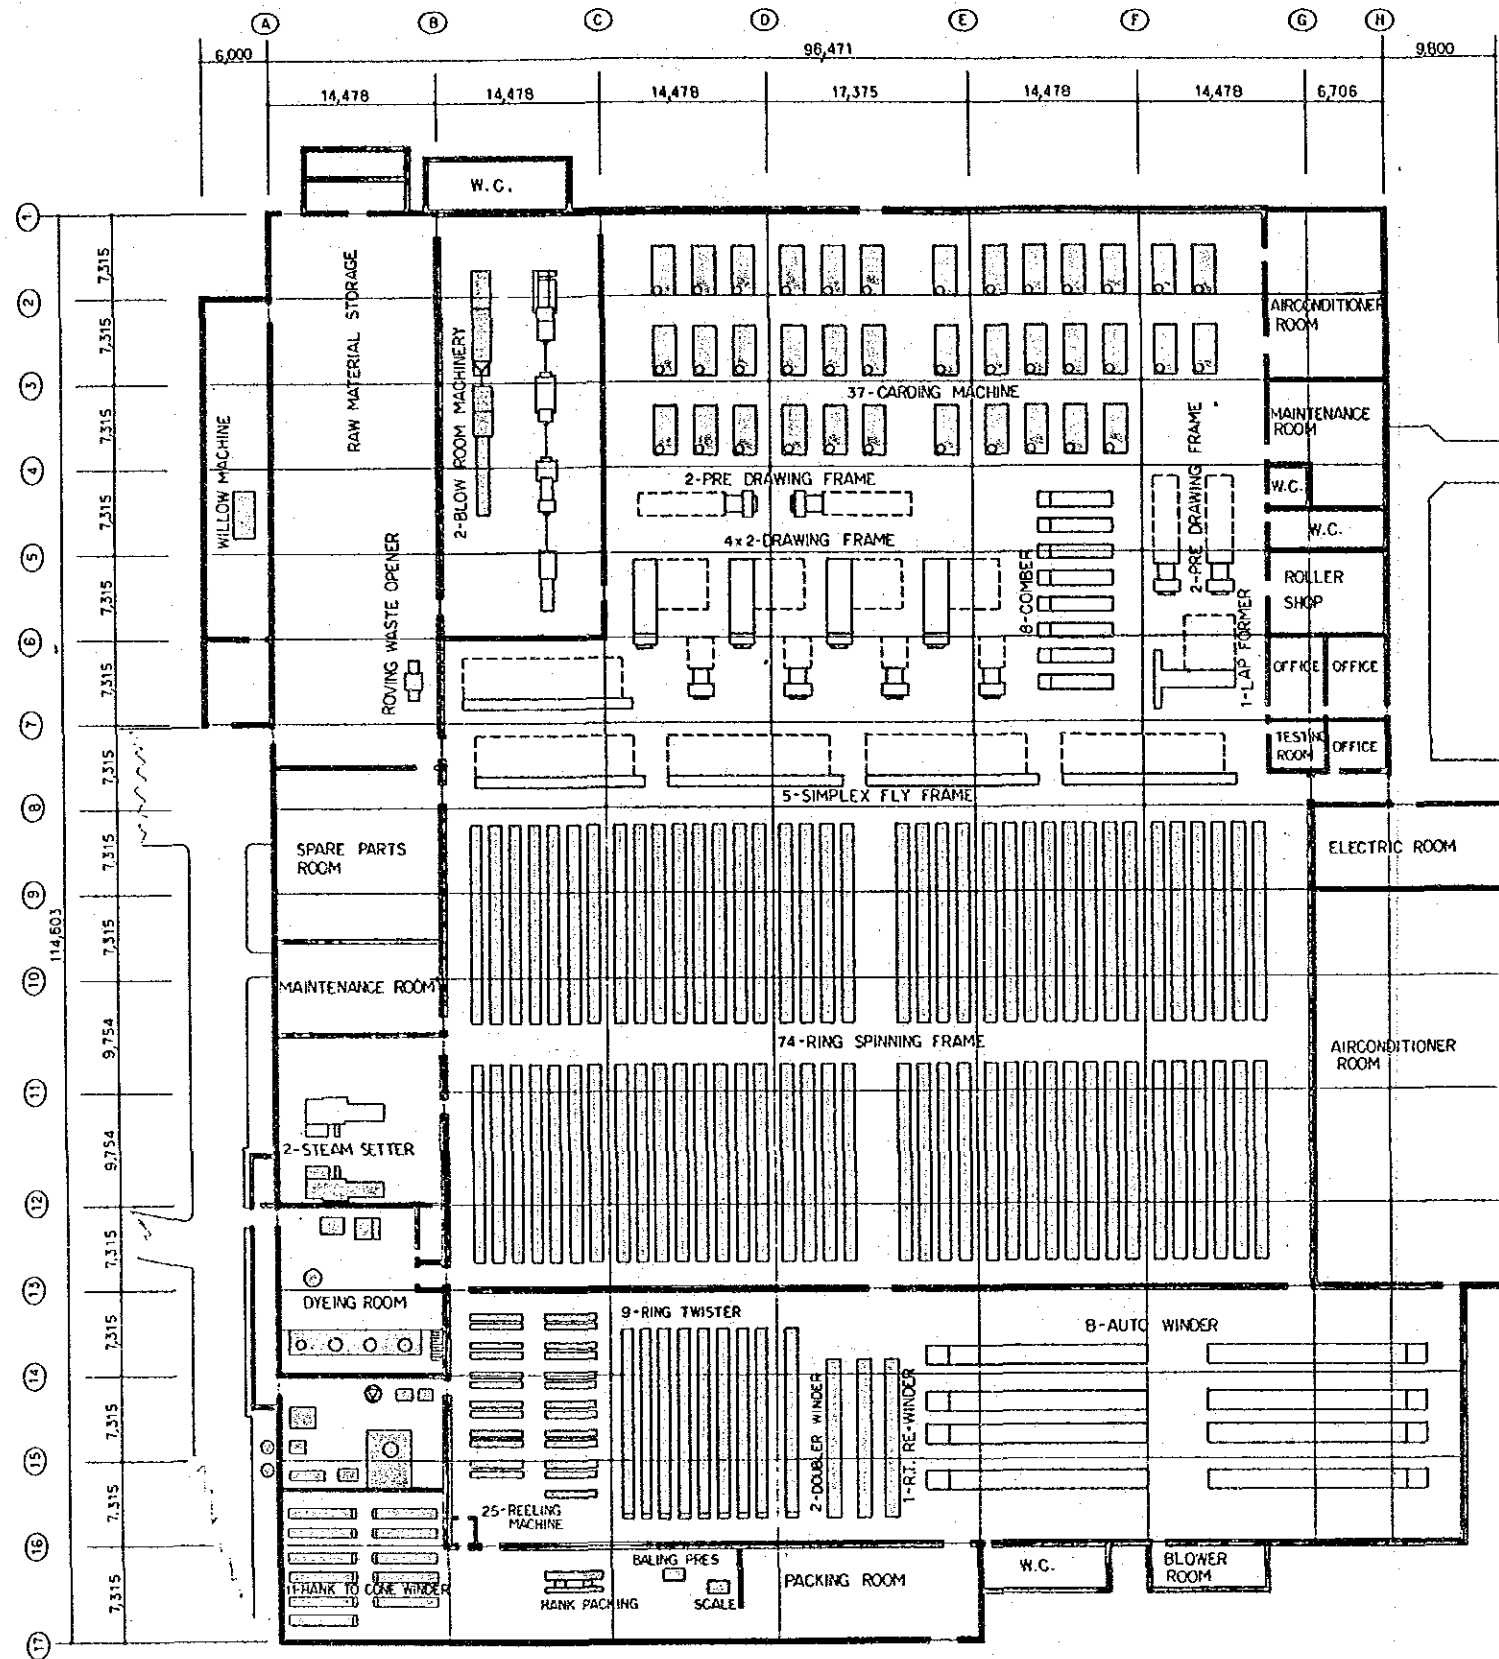 A B C D E F G H
6,000 96,471 9,800
14,478 14,478 14,478 17,375 14,478 14,478 6,706
W.C.
1
7,315
2
7,315
3
7,315
4
7,315
5
7,315
6
7,315
7
7,315
8
7,315
9
7,315
10
9,754
11
9,754
12
7,315
13
7,315
14
7,315
15
7,315
16
7,315
17
114,603
RAW MATERIAL STORAGE
2-BLOW ROOM MACHINERY
WILLOW MACHINE
ROVING WASTE OPENER
AIRCONDITIONER
ROOM
37-CARDING MACHINE
MAINTENANCE
ROOM
2-PRE DRAWING FRAME
2-PRE DRAWING FRAME
W.C.
W.C.
4x2-DRAWING FRAME
8-COMBER
ROLLER
SHOP
1-LAP FORMER
OFFICE OFFICE
TESTING
ROOM
OFFICE
5-SIMPLEX FLY FRAME
SPARE PARTS
ROOM
ELECTRIC ROOM
MAINTENANCE ROOM
74-RING SPINNING FRAME
AIRCONDITIONER
ROOM
2-STEAM SETTER
DYEING ROOM
9-RING TWISTER
8-AUTO WINDER
2-DOUBLER WINDER
1-R.T. RE-WINDER
25-REELING
MACHINE
11-HANK TO CONE WINDER
HANK PACKING
BALING PRES
SCALE
PACKING ROOM
W.C.
BLOWER
ROOM